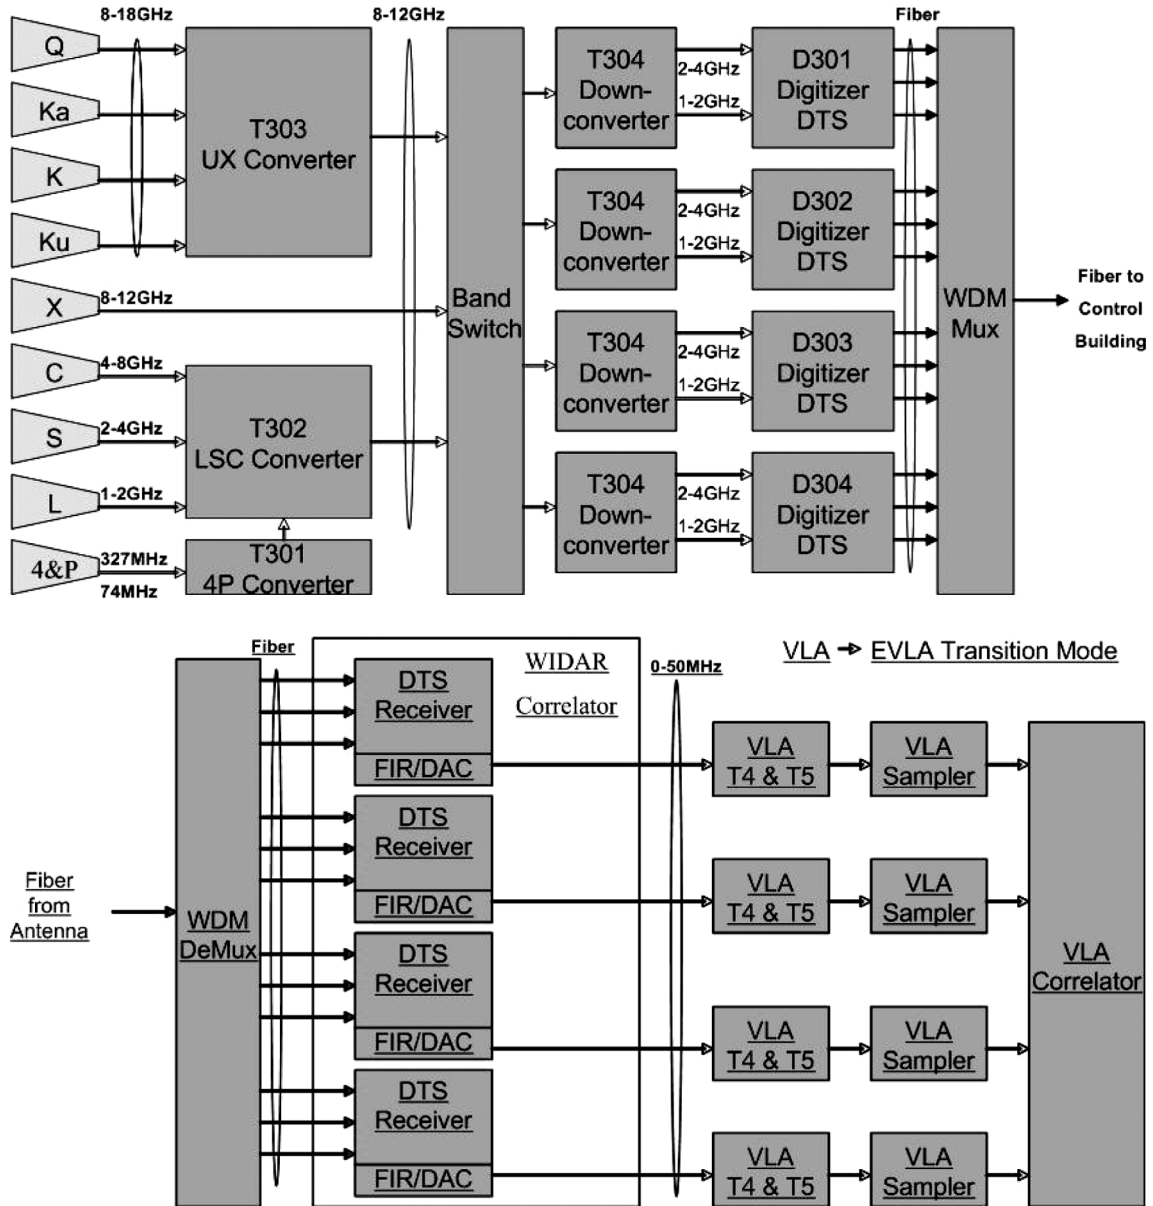 8-18GHz
8-12GHz
Fiber
Q
Ka
K
Ku
T303
UX Converter
X
8-12GHz
C
4-8GHz
S
2-4GHz
L
1-2GHz
T302
LSC Converter
4&P
327MHz
74MHz
T301
4P Converter
Band
Switch
T304
Down-
converter
2-4GHz
1-2GHz
D301
Digitizer
DTS
T304
Down-
converter
2-4GHz
1-2GHz
D302
Digitizer
DTS
T304
Down-
converter
2-4GHz
1-2GHz
D303
Digitizer
DTS
T304
Down-
converter
2-4GHz
1-2GHz
D304
Digitizer
DTS
WDM
Mux
Fiber to
Control
Building
VLA EVLA Transition Mode
Fiber
from
Antenna
WDM
DeMux
Fiber
WIDAR
Correlator
DTS
Receiver
FIR/DAC
DTS
Receiver
FIR/DAC
DTS
Receiver
FIR/DAC
DTS
Receiver
FIR/DAC
0-50MHz
VLA
T4 & T5
VLA
Sampler
VLA
T4 & T5
VLA
Sampler
VLA
T4 & T5
VLA
Sampler
VLA
T4 & T5
VLA
Sampler
VLA
Correlator